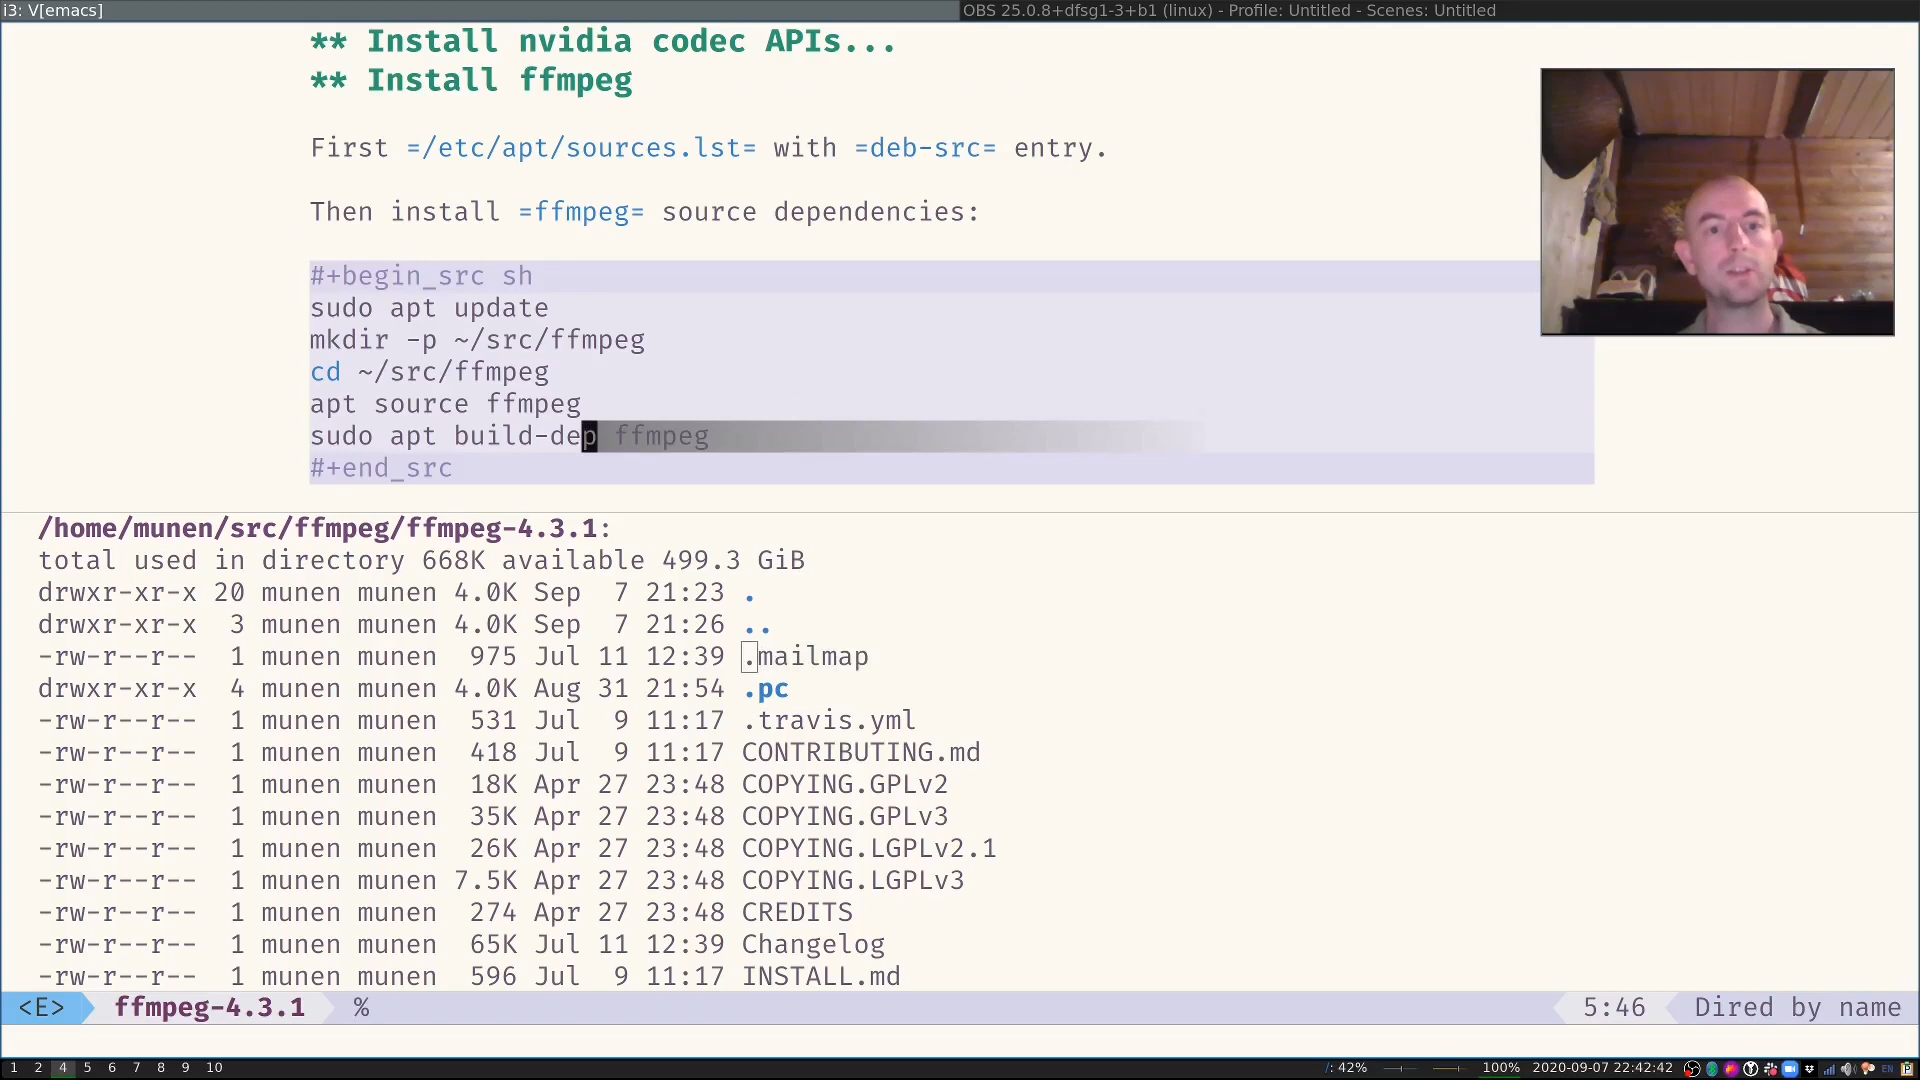 i3: V[emacs]
OBS 25.0.8+dfsg1-3+b1 (linux) - Profile: Untitled - Scenes: Untitled
** Install nvidia codec APIs...
** Install ffmpeg
First =/etc/apt/sources.lst= with =deb-src= entry.
Then install =ffmpeg= source dependencies:
#+begin_src sh
sudo apt update
mkdir -p ~/src/ffmpeg
cd ~/src/ffmpeg
apt source ffmpeg
sudo apt build-dep ffmpeg
#+end_src
/home/munen/src/ffmpeg/ffmpeg-4.3.1:
total used in directory 668K available 499.3 GiB
drwxr-xr-x 20 munen munen 4.0K Sep  7 21:23 .
drwxr-xr-x  3 munen munen 4.0K Sep  7 21:26 ..
-rw-r--r--  1 munen munen  975 Jul 11 12:39 .mailmap
drwxr-xr-x  4 munen munen 4.0K Aug 31 21:54 .pc
-rw-r--r--  1 munen munen  531 Jul  9 11:17 .travis.yml
-rw-r--r--  1 munen munen  418 Jul  9 11:17 CONTRIBUTING.md
-rw-r--r--  1 munen munen  18K Apr 27 23:48 COPYING.GPLv2
-rw-r--r--  1 munen munen  35K Apr 27 23:48 COPYING.GPLv3
-rw-r--r--  1 munen munen  26K Apr 27 23:48 COPYING.LGPLv2.1
-rw-r--r--  1 munen munen 7.5K Apr 27 23:48 COPYING.LGPLv3
-rw-r--r--  1 munen munen  274 Apr 27 23:48 CREDITS
-rw-r--r--  1 munen munen  65K Jul 11 12:39 Changelog
-rw-r--r--  1 munen munen  596 Jul  9 11:17 INSTALL.md
<E> ffmpeg-4.3.1 % 5:46 Dired by name
1 2 4 5 6 7 8 9 10 /: 42% 100% 2020-09-07 22:42:42 EN